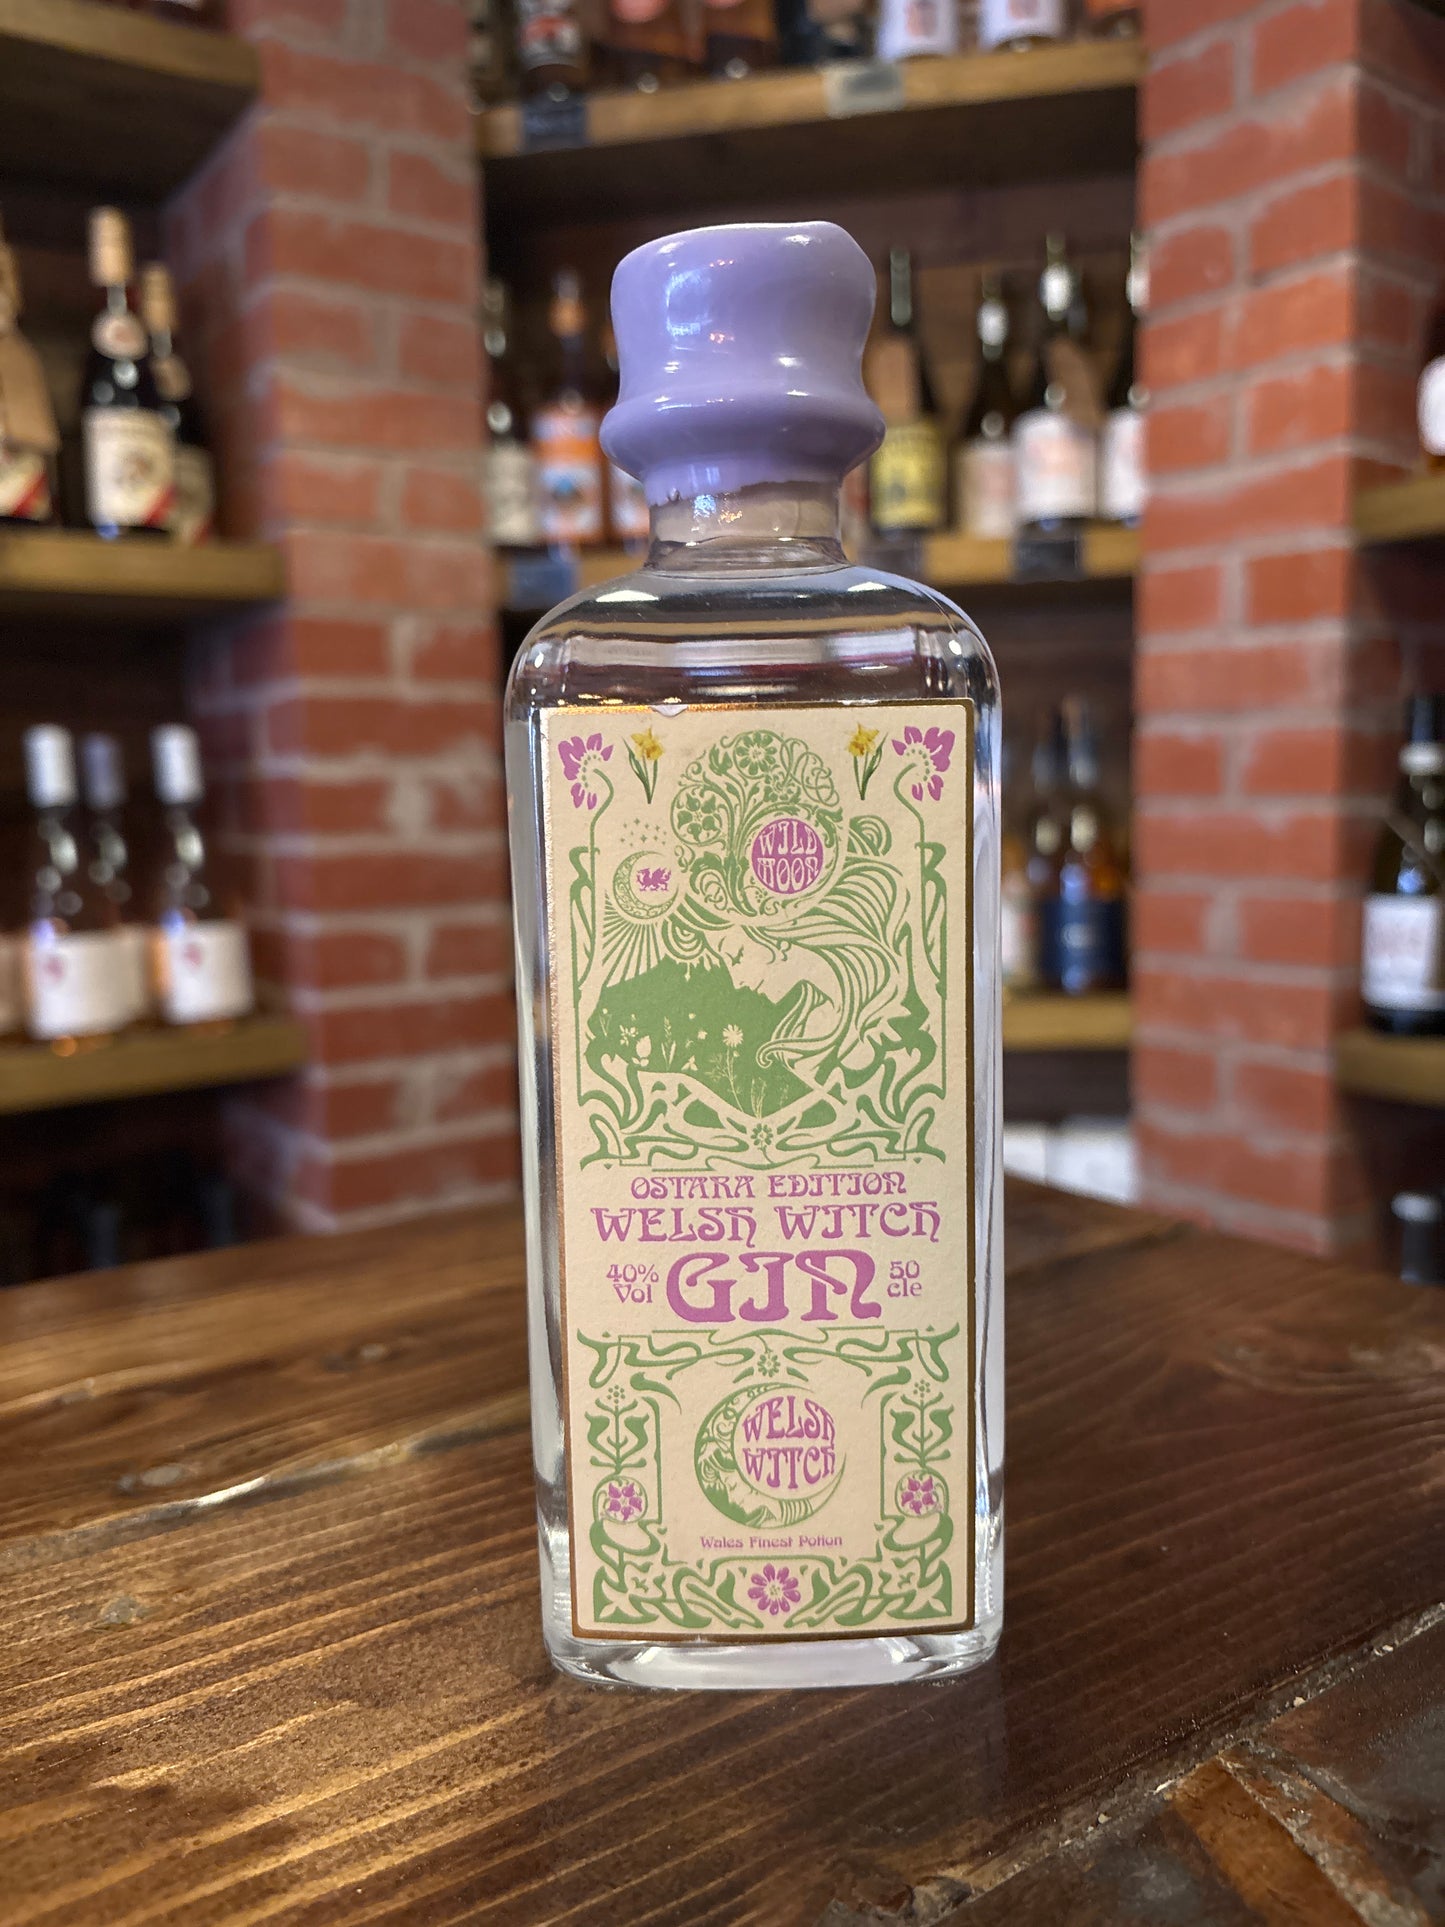 WILD
MOON
OSTARA EDITION
WELSH WITCH
40%
Vol
GIN
50
cle
WELSH
WITCH
Wales Finest Potion